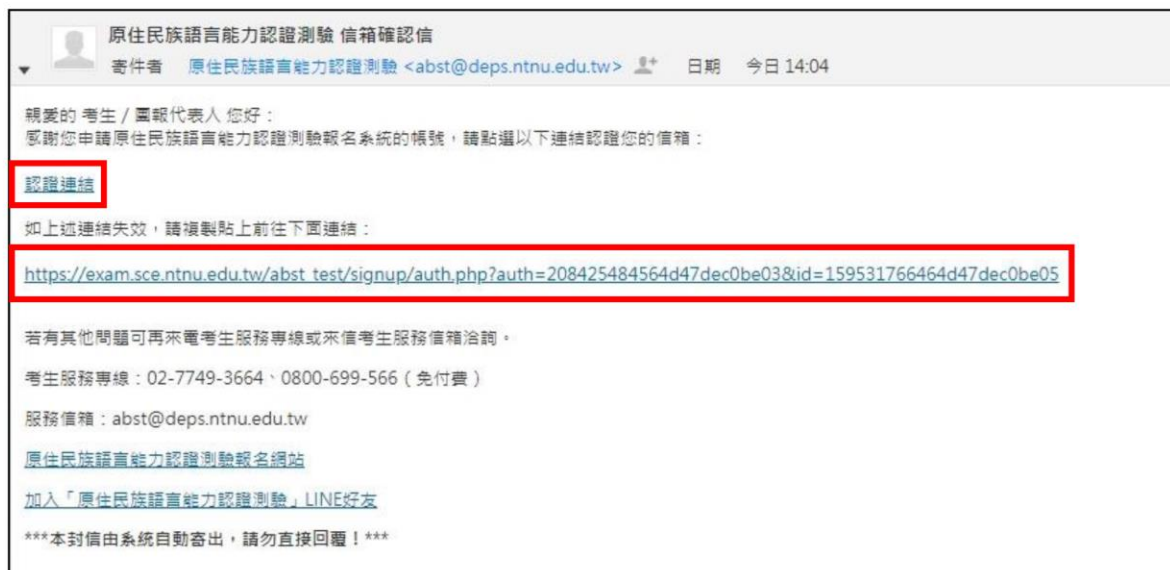 原住民族語言能力認證測驗 信箱確認信
寄件者 原住民族語言能力認證測驗 <abst@deps.ntnu.edu.tw> 日期 今日 14:04
親愛的 考生 / 團報代表人 您好：
感謝您申請原住民族語言能力認證測驗報名系統的帳號，請點選以下連結認證您的信箱：
認證連結
如上述連結失效，請複製貼上前往下面連結：
https://exam.sce.ntnu.edu.tw/abst_test/signup/auth.php?auth=208425484564d47dec0be03&id=159531766464d47dec0be05
若有其他問題可再來電考生服務專線或來信考生服務信箱洽詢。
考生服務專線：02-7749-3664、0800-699-566（免付費）
服務信箱：abst@deps.ntnu.edu.tw
原住民族語言能力認證測驗報名網站
加入「原住民族語言能力認證測驗」LINE好友
***本封信由系統自動寄出，請勿直接回覆！***